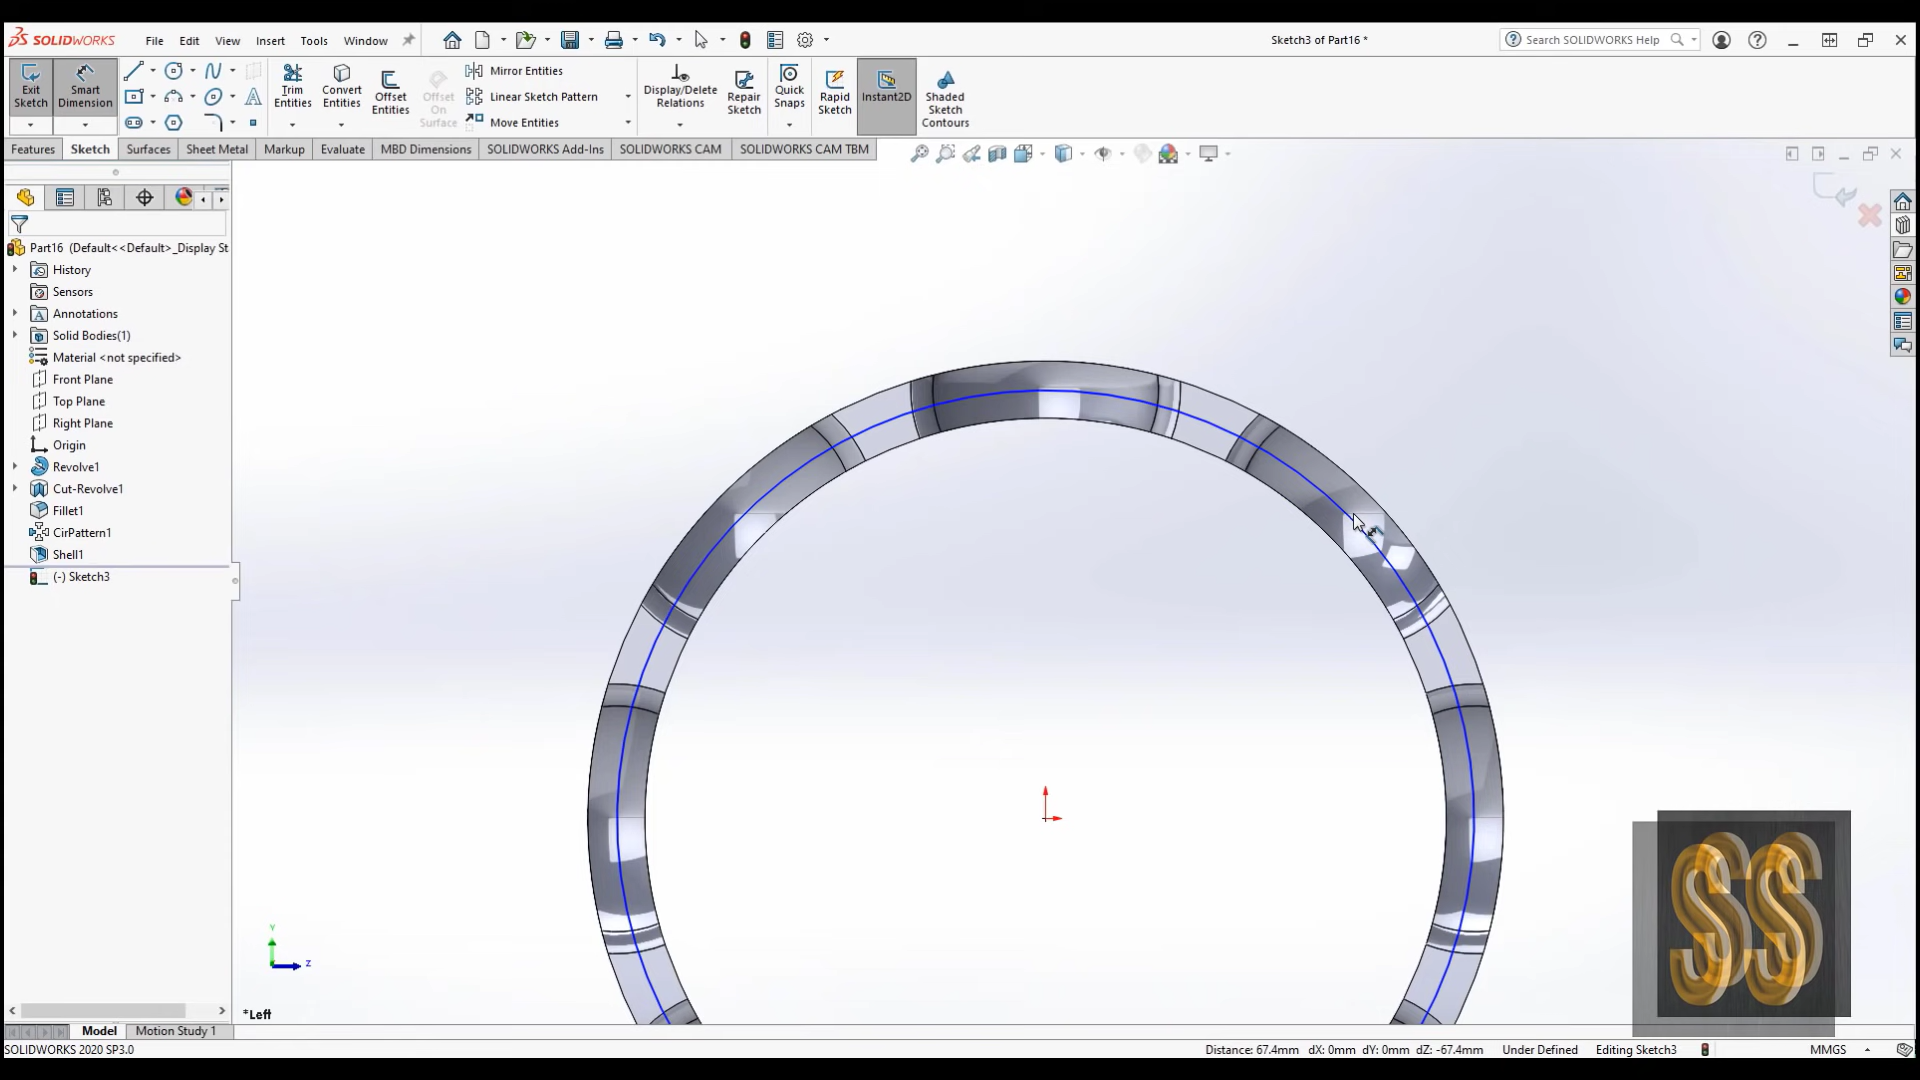 SOLIDWORKS File Edit View Insert Tools Window Sketch3 of Part16 * Search SOLIDWORKS Help
Exit Sketch Smart Dimension Trim Entities Convert Entities Offset Entities Offset On Surface Mirror Entities Linear Sketch Pattern Move Entities Display/Delete Relations Repair Sketch Quick Snaps Rapid Sketch Instant2D Shaded Sketch Contours
Features Sketch Surfaces Sheet Metal Markup Evaluate MBD Dimensions SOLIDWORKS Add-Ins SOLIDWORKS CAM SOLIDWORKS CAM TBM
Part16 (Default<<Default>_Display St
History
Sensors
Annotations
Solid Bodies(1)
Material <not specified>
Front Plane
Top Plane
Right Plane
Origin
Revolve1
Cut-Revolve1
Fillet1
CirPattern1
Shell1
(-) Sketch3
Y
Z
*Left
SS
Model Motion Study 1
SOLIDWORKS 2020 SP3.0 Distance: 67.4mm dX: 0mm dY: 0mm dZ: -67.4mm Under Defined Editing Sketch3 MMGS